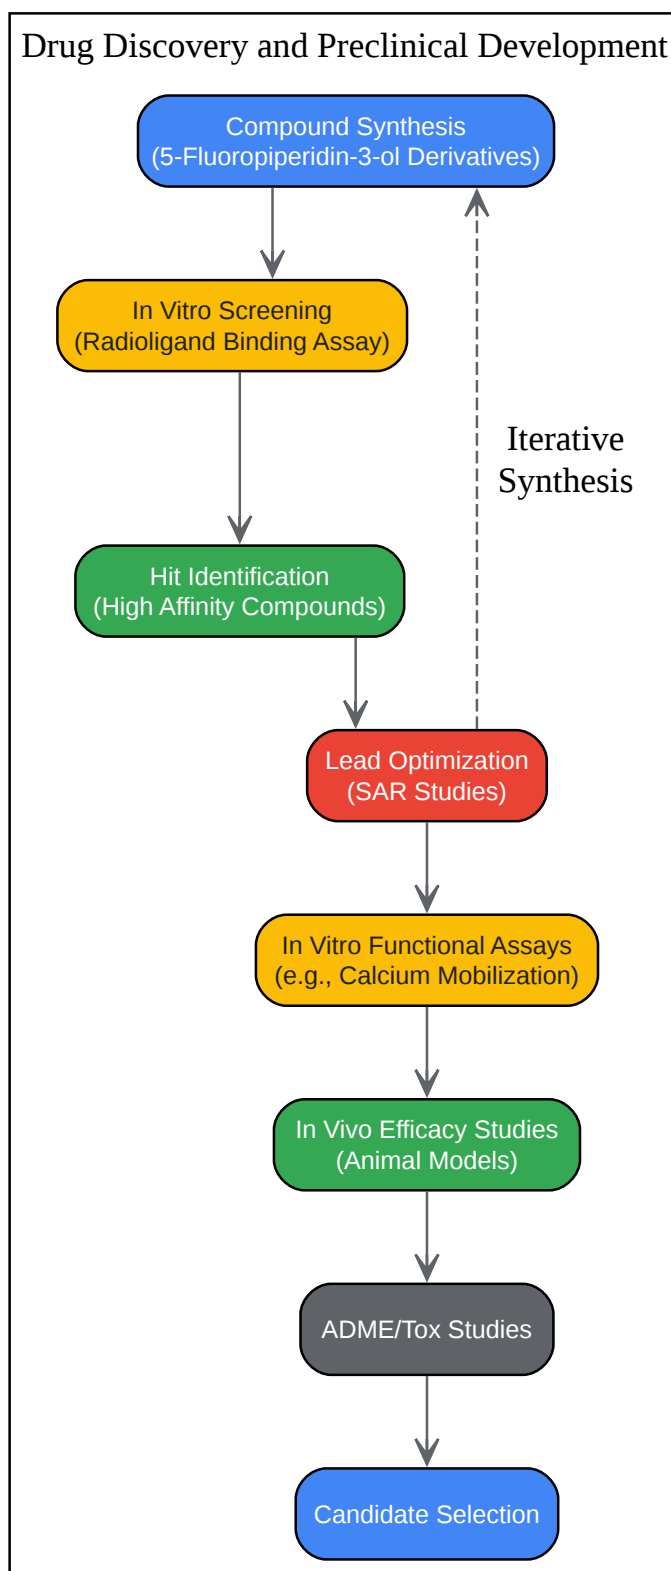 Drug Discovery and Preclinical Development
Compound Synthesis
(5-Fluoropiperidin-3-ol Derivatives)
In Vitro Screening
(Radioligand Binding Assay)
Iterative
Synthesis
Hit Identification
(High Affinity Compounds)
Lead Optimization
(SAR Studies)
In Vitro Functional Assays
(e.g., Calcium Mobilization)
In Vivo Efficacy Studies
(Animal Models)
ADME/Tox Studies
Candidate Selection